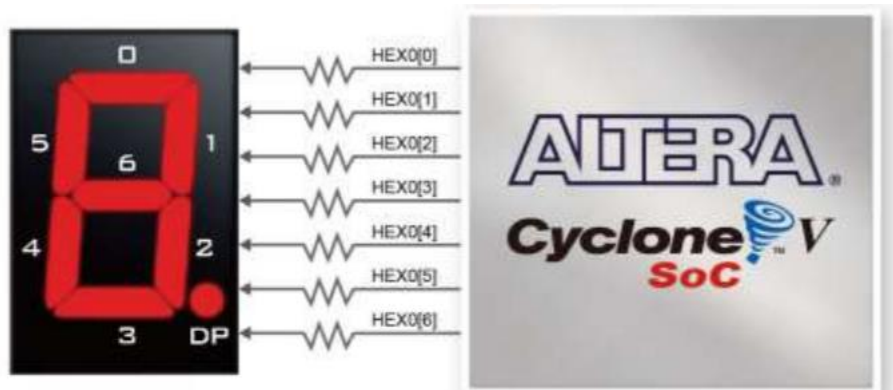 0
5
1
6
4
2
3
DP
HEX0[0]
HEX0[1]
HEX0[2]
HEX0[3]
HEX0[4]
HEX0[5]
HEX0[6]
ALTERA®
Cyclone™ V
SoC